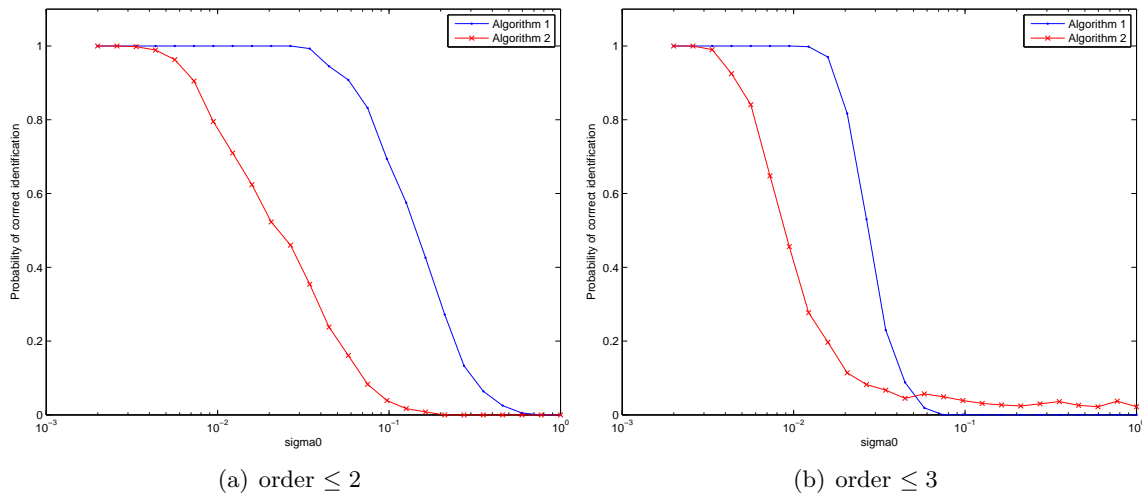 Algorithm 1
Algorithm 2
1
0.8
0.6
0.4
0.2
0
Probability of corrrect identification
10^-3
10^-2
10^-1
10^0
sigma0
(a) order ≤ 2
Algorithm 1
Algorithm 2
1
0.8
0.6
0.4
0.2
0
Probability of corrrect identification
10^-3
10^-2
10^-1
10^0
sigma0
(b) order ≤ 3